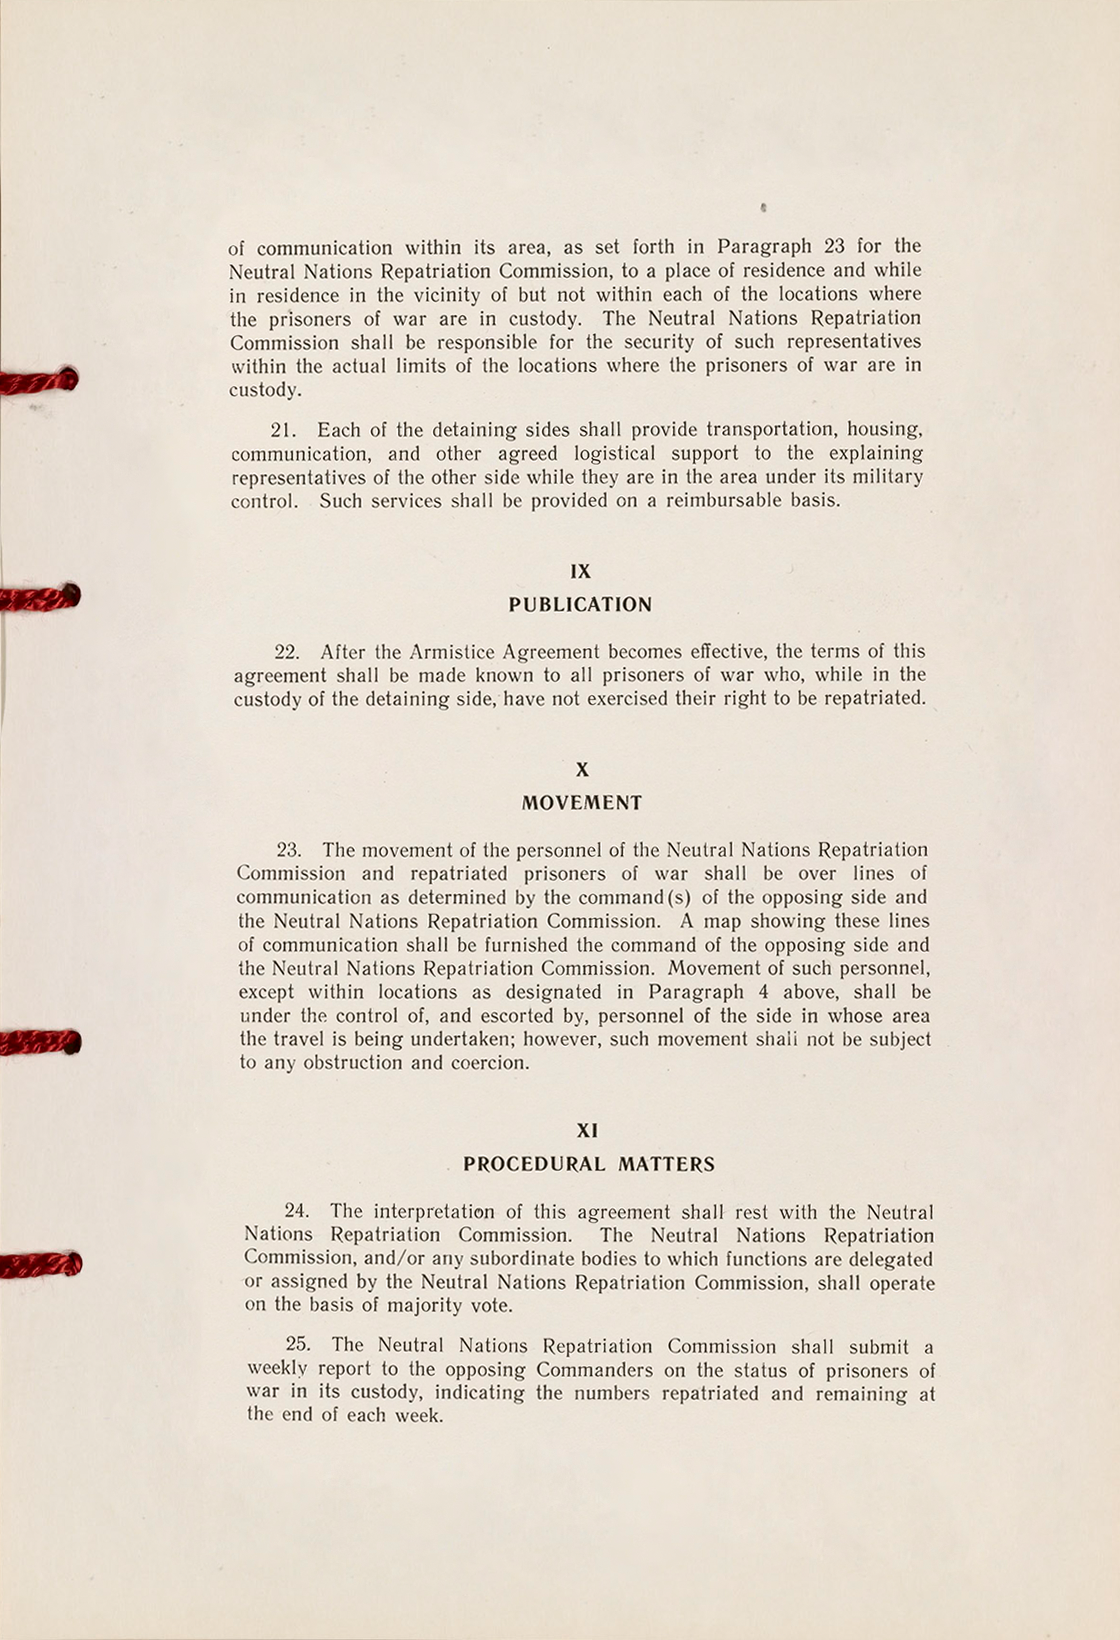 of communication within its area, as set forth in Paragraph 23 for the
Neutral Nations Repatriation Commission, to a place of residence and while
in residence in the vicinity of but not within each of the locations where
the prisoners of war are in custody. The Neutral Nations Repatriation
Commission shall be responsible for the security of such representatives
within the actual limits of the locations where the prisoners of war are in
custody.
21. Each of the detaining sides shall provide transportation, housing,
communication, and other agreed logistical support to the explaining
representatives of the other side while they are in the area under its military
control. Such services shall be provided on a reimbursable basis.
IX
PUBLICATION
22. After the Armistice Agreement becomes effective, the terms of this
agreement shall be made known to all prisoners of war who, while in the
custody of the detaining side, have not exercised their right to be repatriated.
X
MOVEMENT
23. The movement of the personnel of the Neutral Nations Repatriation
Commission and repatriated prisoners of war shall be over lines of
communication as determined by the command(s) of the opposing side and
the Neutral Nations Repatriation Commission. A map showing these lines
of communication shall be furnished the command of the opposing side and
the Neutral Nations Repatriation Commission. Movement of such personnel,
except within locations as designated in Paragraph 4 above, shall be
under the control of, and escorted by, personnel of the side in whose area
the travel is being undertaken; however, such movement shall not be subject
to any obstruction and coercion.
XI
PROCEDURAL MATTERS
24. The interpretation of this agreement shall rest with the Neutral
Nations Repatriation Commission. The Neutral Nations Repatriation
Commission, and/or any subordinate bodies to which functions are delegated
or assigned by the Neutral Nations Repatriation Commission, shall operate
on the basis of majority vote.
25. The Neutral Nations Repatriation Commission shall submit a
weekly report to the opposing Commanders on the status of prisoners of
war in its custody, indicating the numbers repatriated and remaining at
the end of each week.